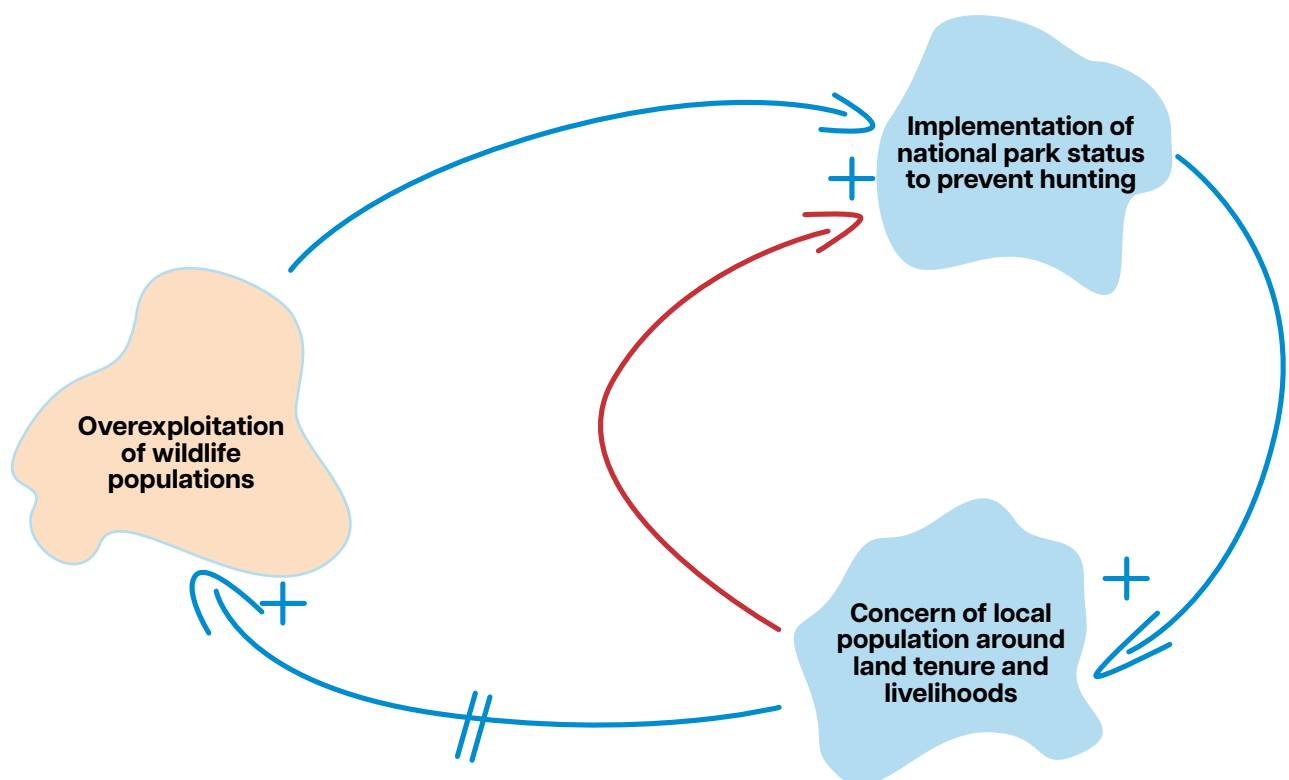 Implementation of
national park status
to prevent hunting
+
Overexploitation
of wildlife
populations
+
+
Concern of local
population around
land tenure and
livelihoods